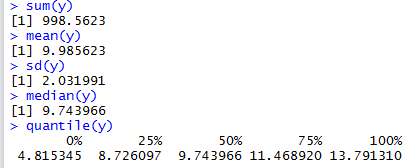 > sum(y)
[1] 998.5623
> mean(y)
[1] 9.985623
> sd(y)
[1] 2.031991
> median(y)
[1] 9.743966
> quantile(y)
0% 25% 50% 75% 100%
4.815345 8.726097 9.743966 11.468920 13.791310